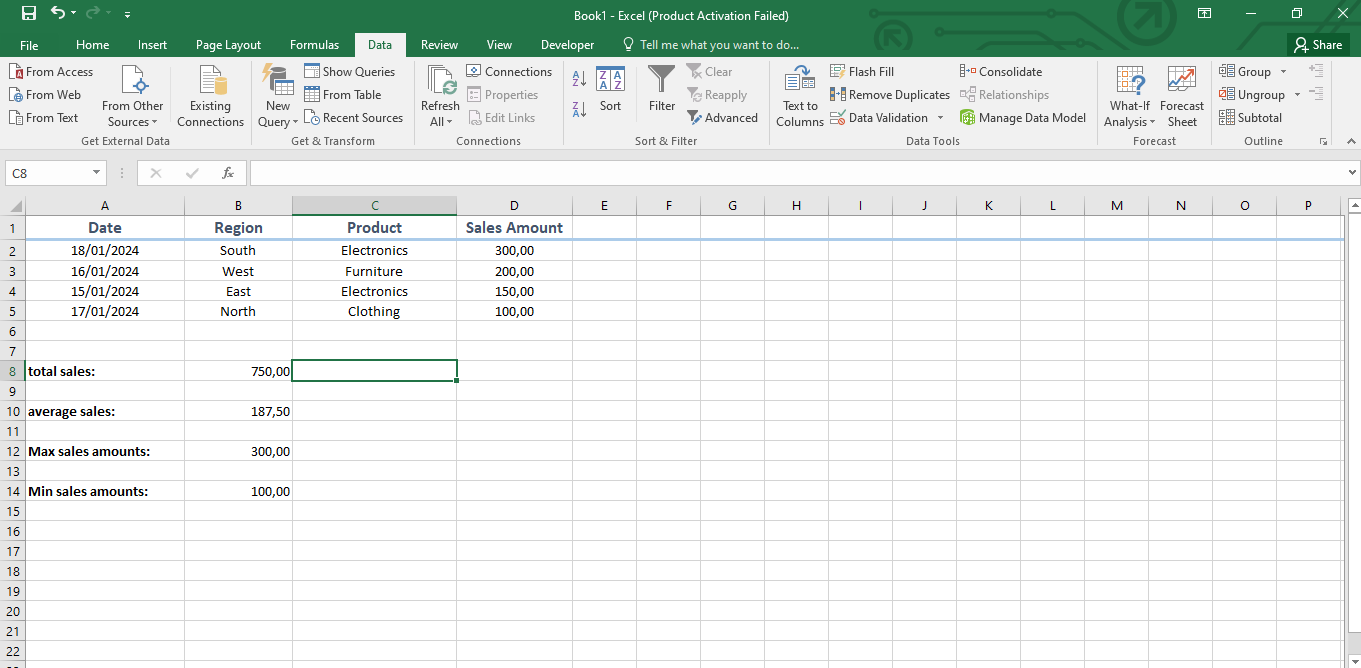 Book1 - Excel (Product Activation Failed)
File Home Insert Page Layout Formulas Data Review View Developer Tell me what you want to do... Share
From Access
From Web
From Text
From Other Sources
Existing Connections
Get External Data
New Query
Show Queries
From Table
Recent Sources
Get & Transform
Refresh All
Connections
Properties
Edit Links
Connections
Sort
Filter
Clear
Reapply
Advanced
Sort & Filter
Text to Columns
Flash Fill
Remove Duplicates
Data Validation
Consolidate
Relationships
Manage Data Model
Data Tools
What-If Analysis
Forecast Sheet
Forecast
Group
Ungroup
Subtotal
Outline
C8 fx
A B C D E F G H I J K L M N O P
1 Date Region Product Sales Amount
2 18/01/2024 South Electronics 300,00
3 16/01/2024 West Furniture 200,00
4 15/01/2024 East Electronics 150,00
5 17/01/2024 North Clothing 100,00
6
7
8 total sales: 750,00
9
10 average sales: 187,50
11
12 Max sales amounts: 300,00
13
14 Min sales amounts: 100,00
15
16
17
18
19
20
21
22